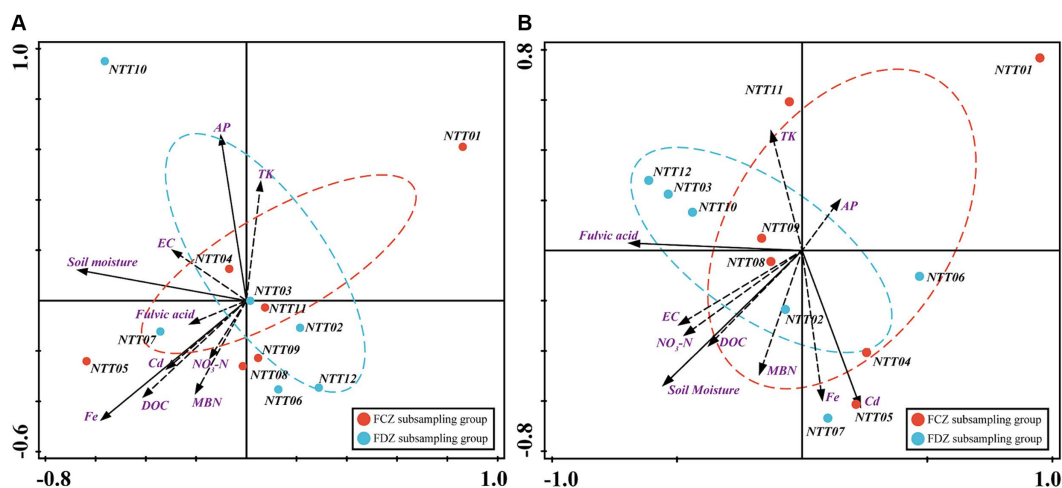 A
1.0
NTT10
AP
NTT01
TK
EC
NTT04
Soil moisture
NTT03
Fulvic acid
NTT11
NTT07
NTT02
Cd
NO3-N
NTT09
NTT05
NTT08
DOC
MBN
NTT06
NTT12
Fe
FCZ subsampling group
FDZ subsampling group
-0.6
-0.8
1.0
B
0.8
NTT01
NTT11
TK
NTT12
NTT03
NTT10
AP
Fulvic acid
NTT09
NTT08
NTT06
EC
NTT02
NO3-N
DOC
NTT04
MBN
Soil Moisture
Fe
Cd
NTT05
NTT07
FCZ subsampling group
FDZ subsampling group
-0.8
-1.0
1.0